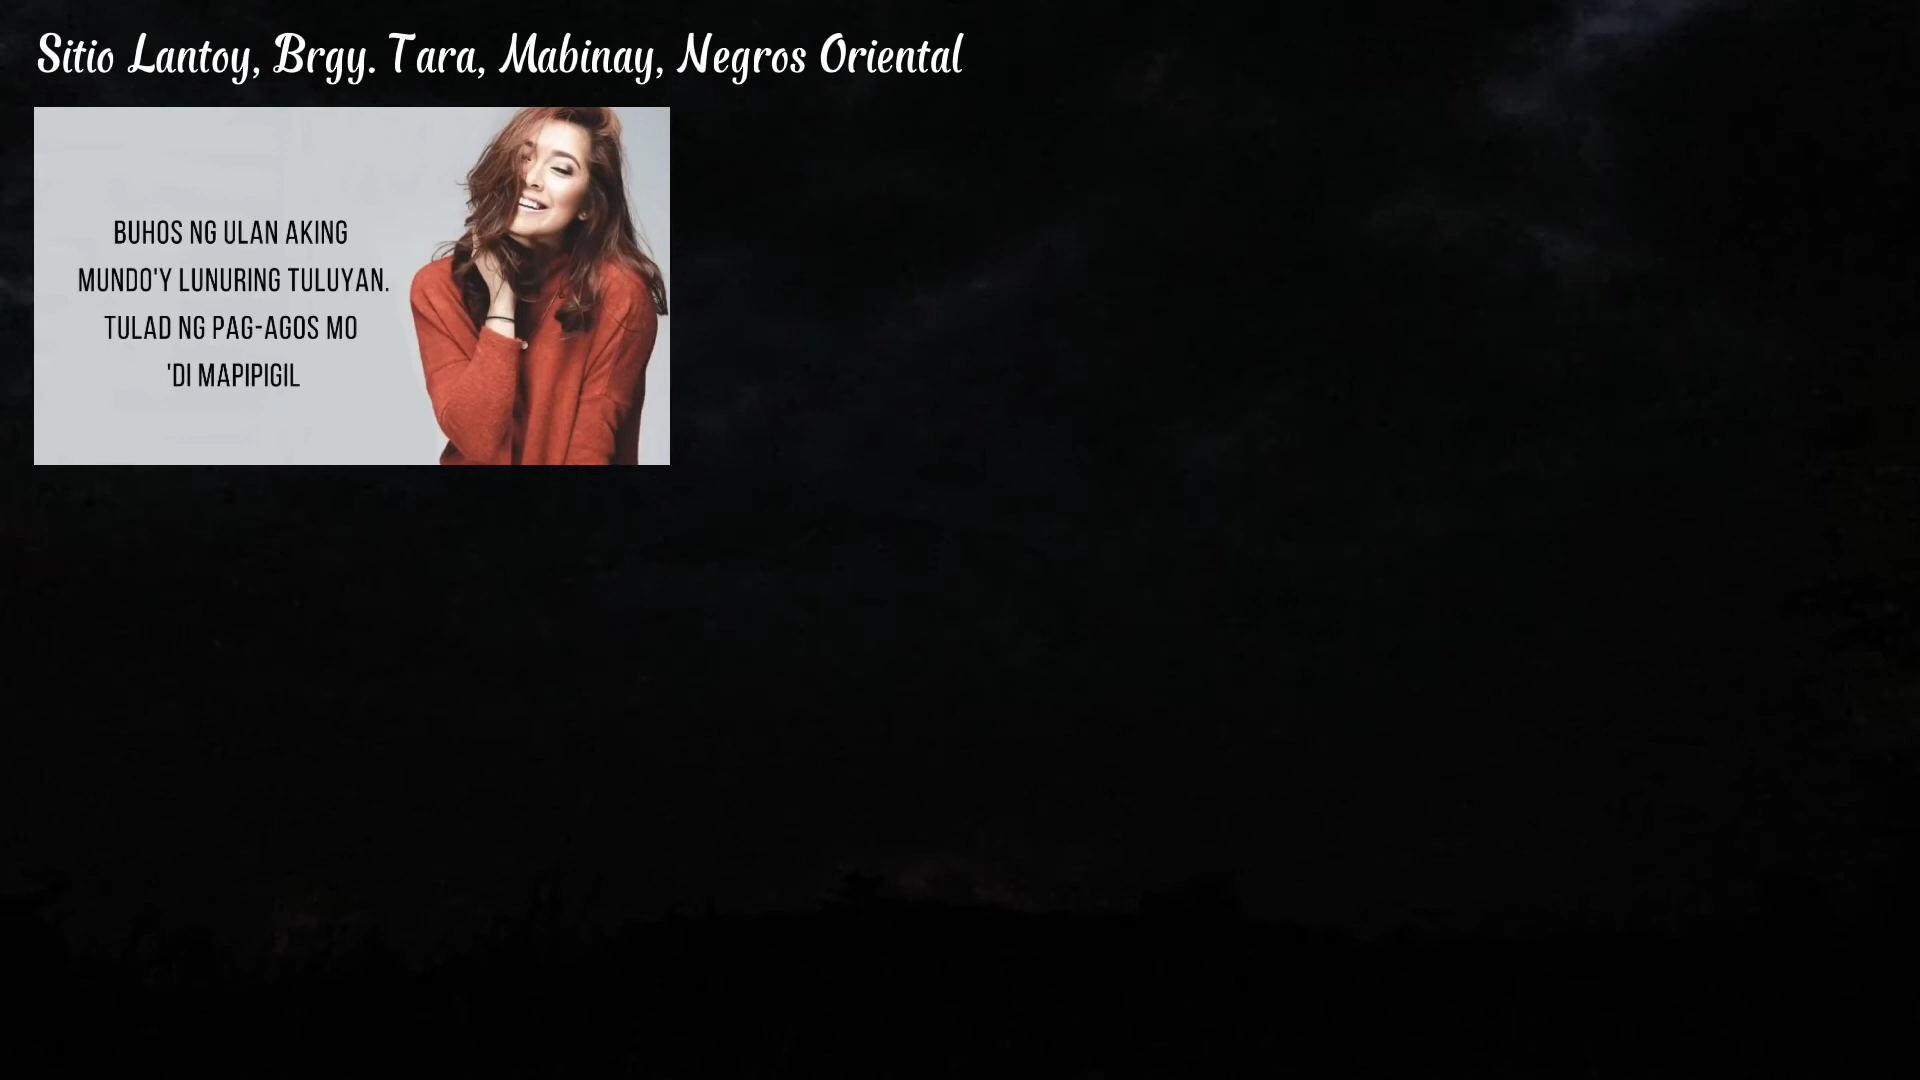 Sitio Lantoy, Brgy. Tara, Mabinay, Negros Oriental
BUHOS NG ULAN AKING
MUNDO'Y LUNURING TULUYAN.
TULAD NG PAG-AGOS MO
'DI MAPIPIGIL